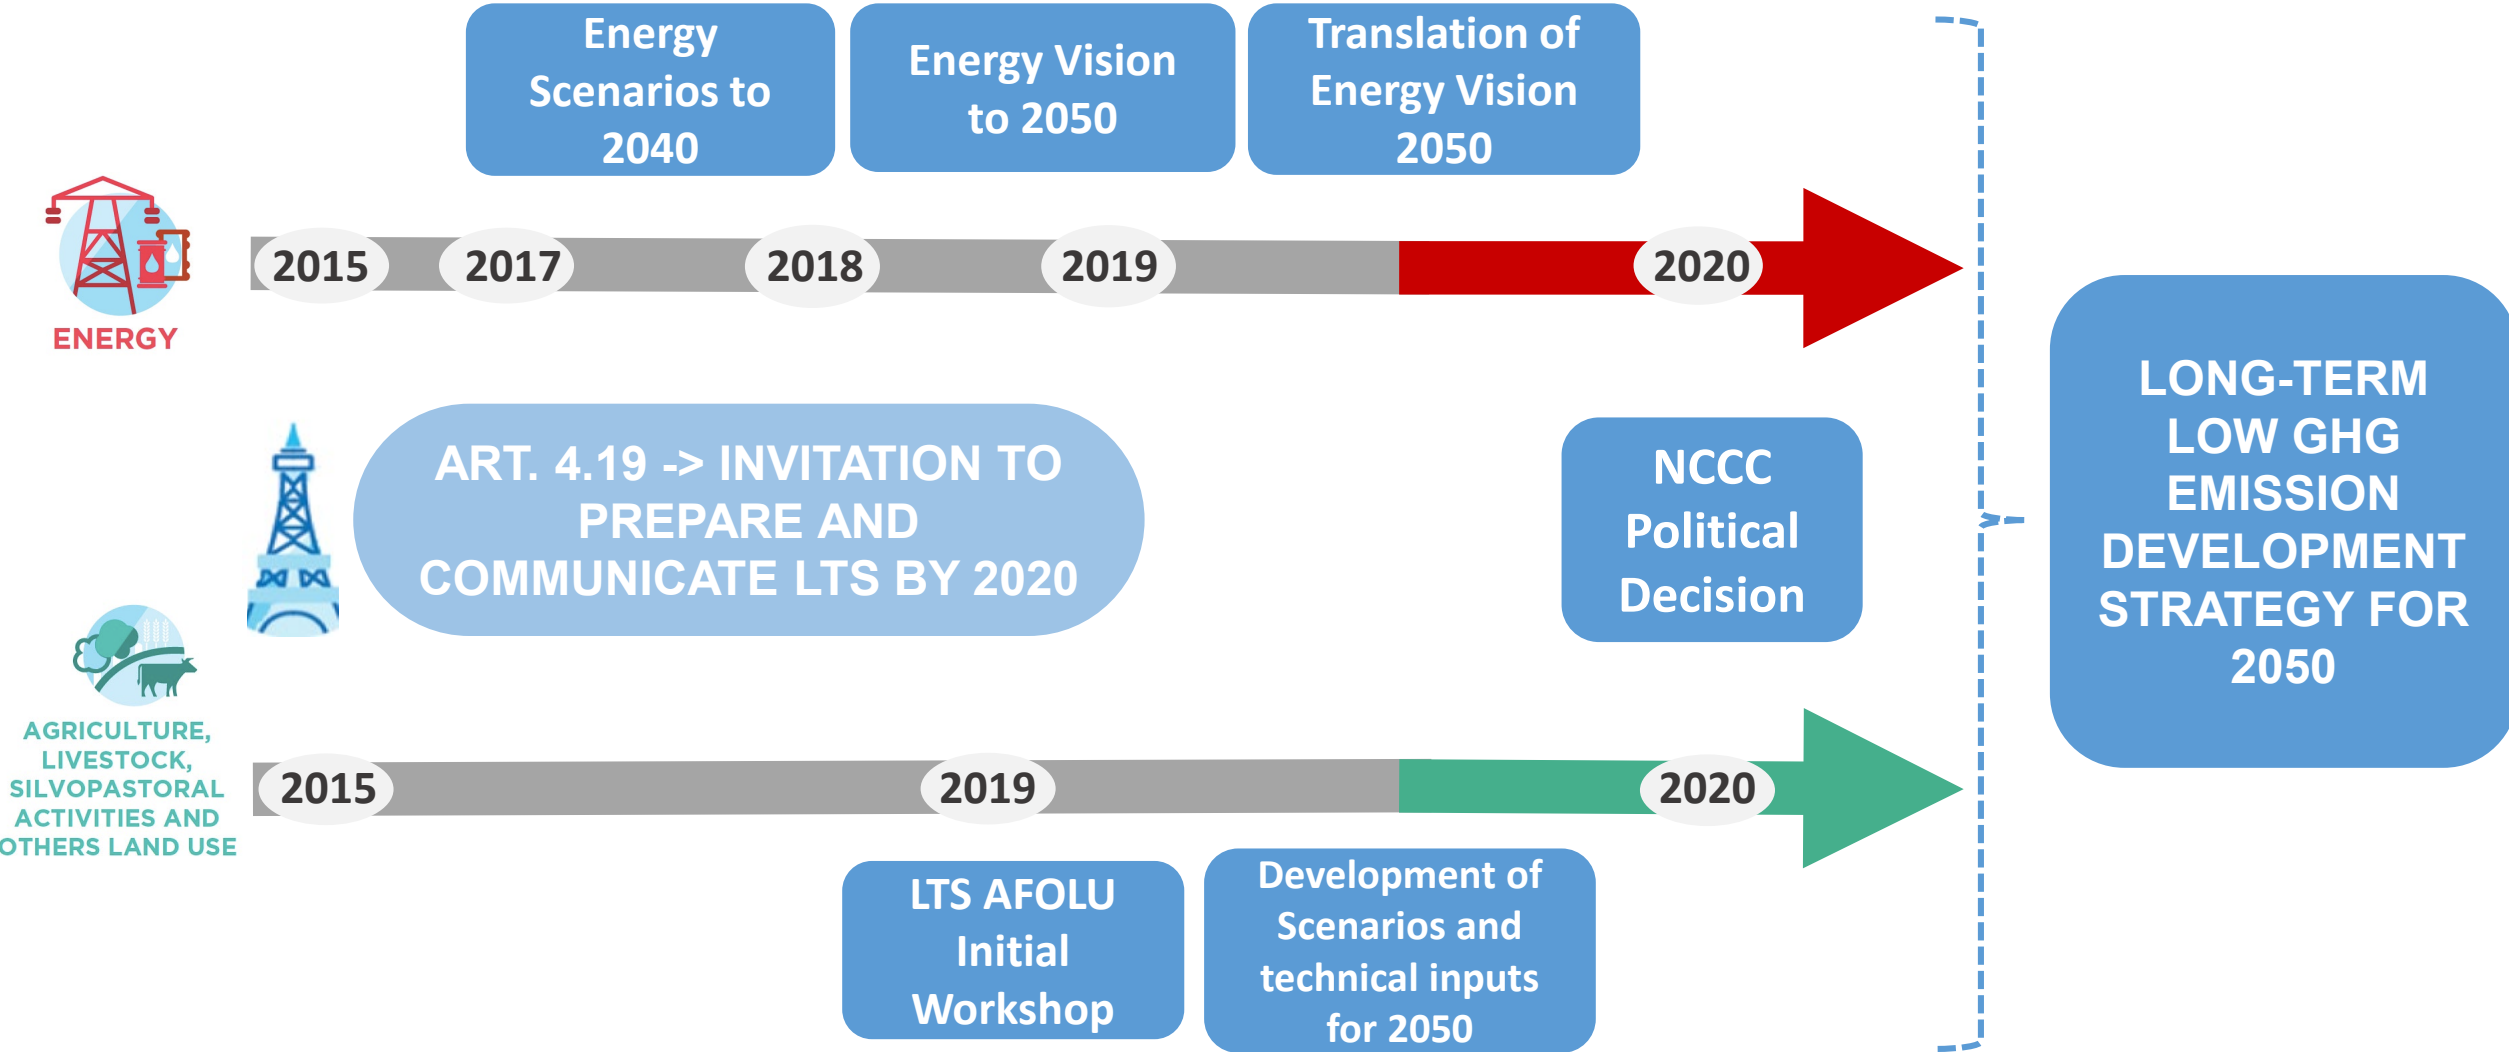 Energy
Scenarios to
2040
Energy Vision
to 2050
Translation of
Energy Vision
2050
2015
2017
2018
2019
2020
ENERGY
ART. 4.19 -> INVITATION TO
PREPARE AND
COMMUNICATE LTS BY 2020
NCCC
Political
Decision
LONG-TERM
LOW GHG
EMISSION
DEVELOPMENT
STRATEGY FOR
2050
AGRICULTURE,
LIVESTOCK,
SILVOPASTORAL
ACTIVITIES AND
OTHERS LAND USE
2015
2019
2020
LTS AFOLU
Initial
Workshop
Development of
Scenarios and
technical inputs
for 2050